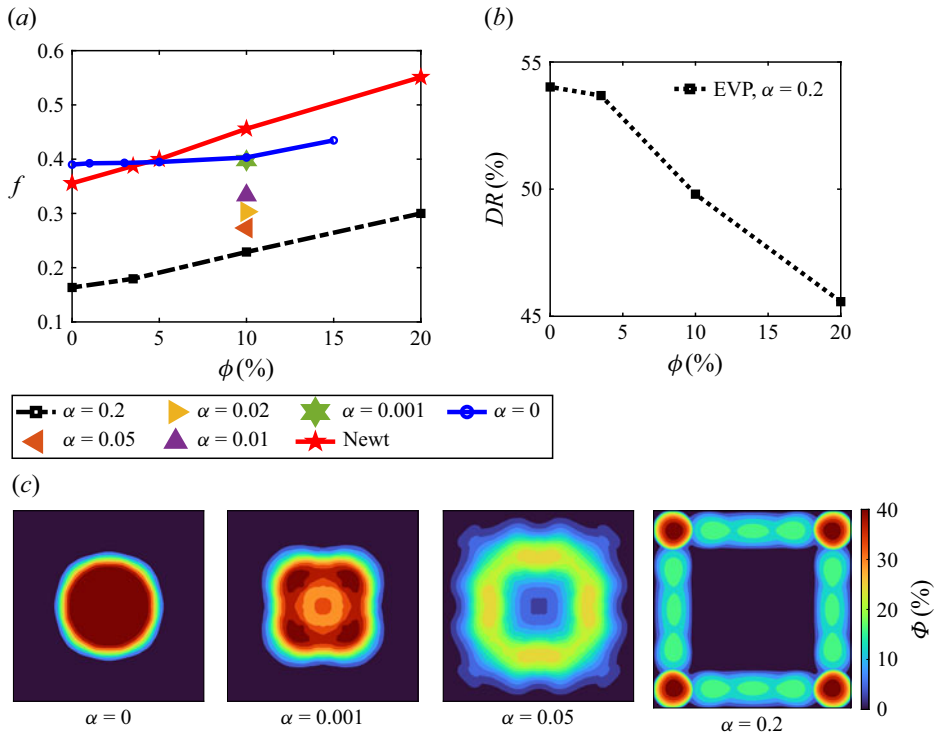 (a)
0.6
0.5
0.4
0.3
0.2
0.1
f
0 5 10 15 20
ϕ (%)
(b)
55
50
45
DR (%)
EVP, α = 0.2
0 5 10 15 20
ϕ (%)
α = 0.2 α = 0.02 α = 0.001 α = 0
α = 0.05 α = 0.01 Newt
(c)
40
30
20
10
0
Φ (%)
α = 0 α = 0.001 α = 0.05 α = 0.2